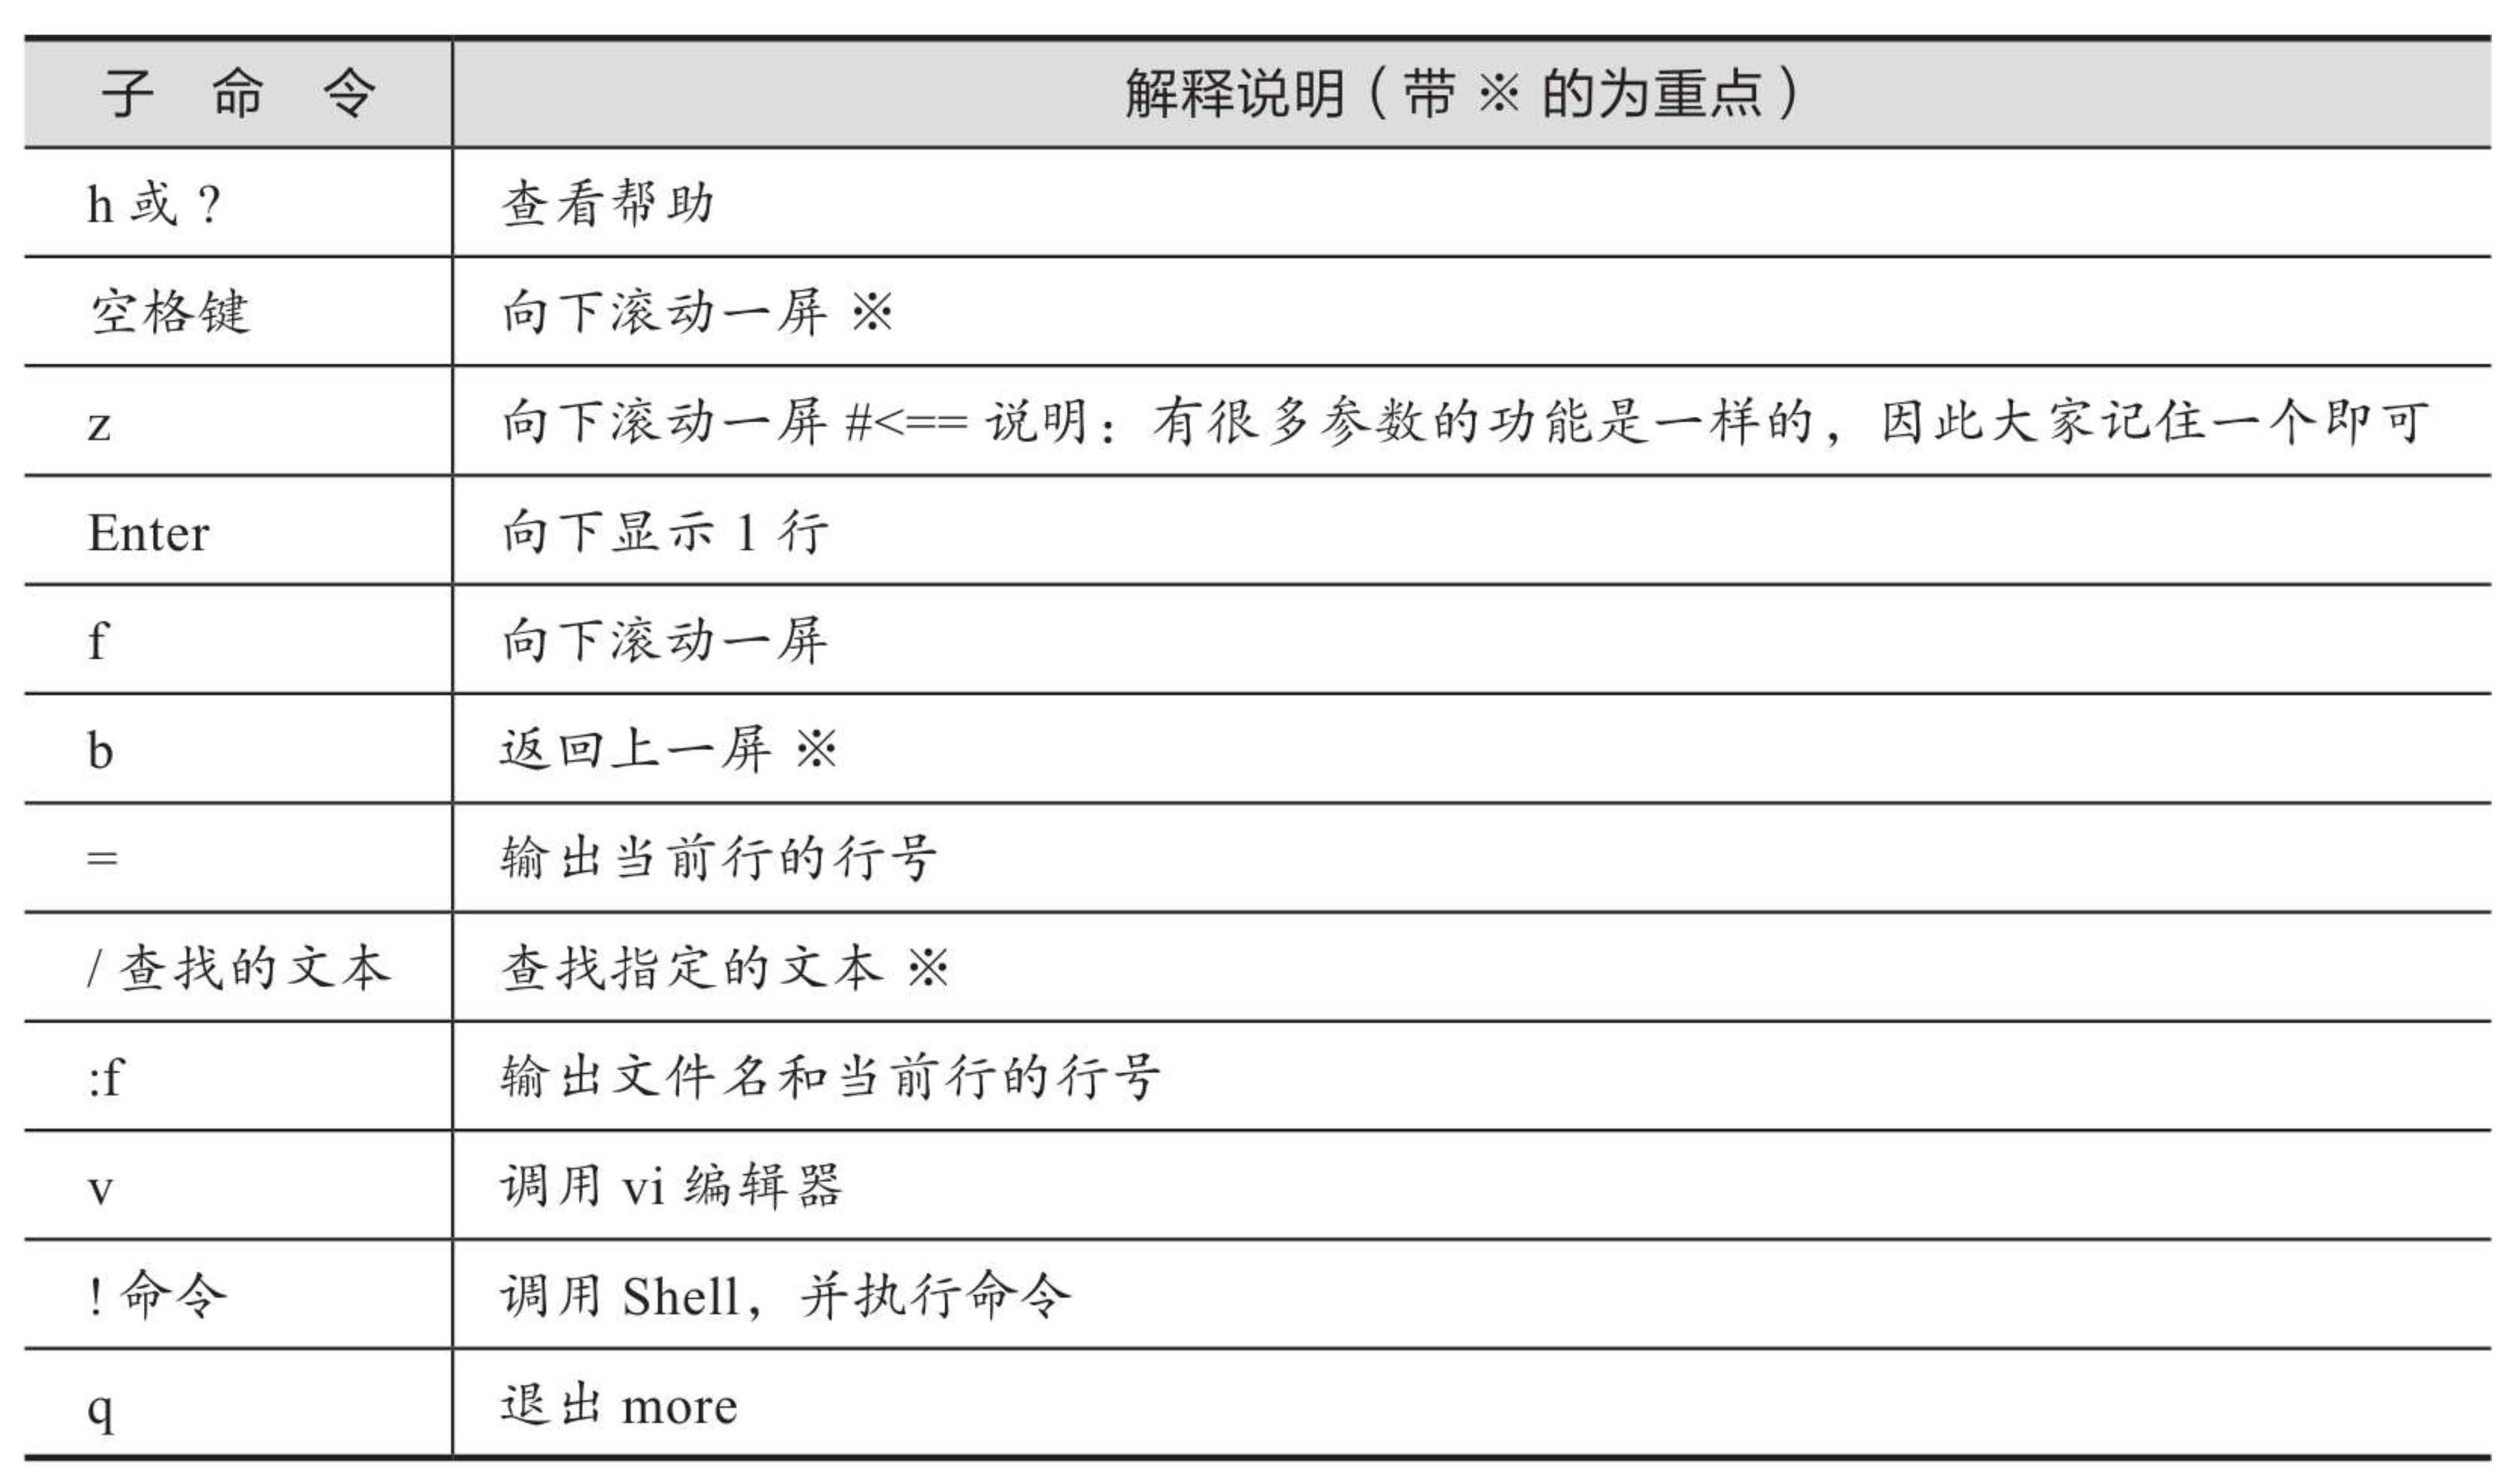 子 命 令 解释说明（带 ※ 的为重点）
h 或 ? 查看帮助
空格键 向下滚动一屏 ※
z 向下滚动一屏 #<== 说明：有很多参数的功能是一样的，因此大家记住一个即可
Enter 向下显示 1 行
f 向下滚动一屏
b 返回上一屏 ※
= 输出当前行的行号
/ 查找的文本 查找指定的文本 ※
:f 输出文件名和当前行的行号
v 调用 vi 编辑器
! 命令 调用 Shell，并执行命令
q 退出 more